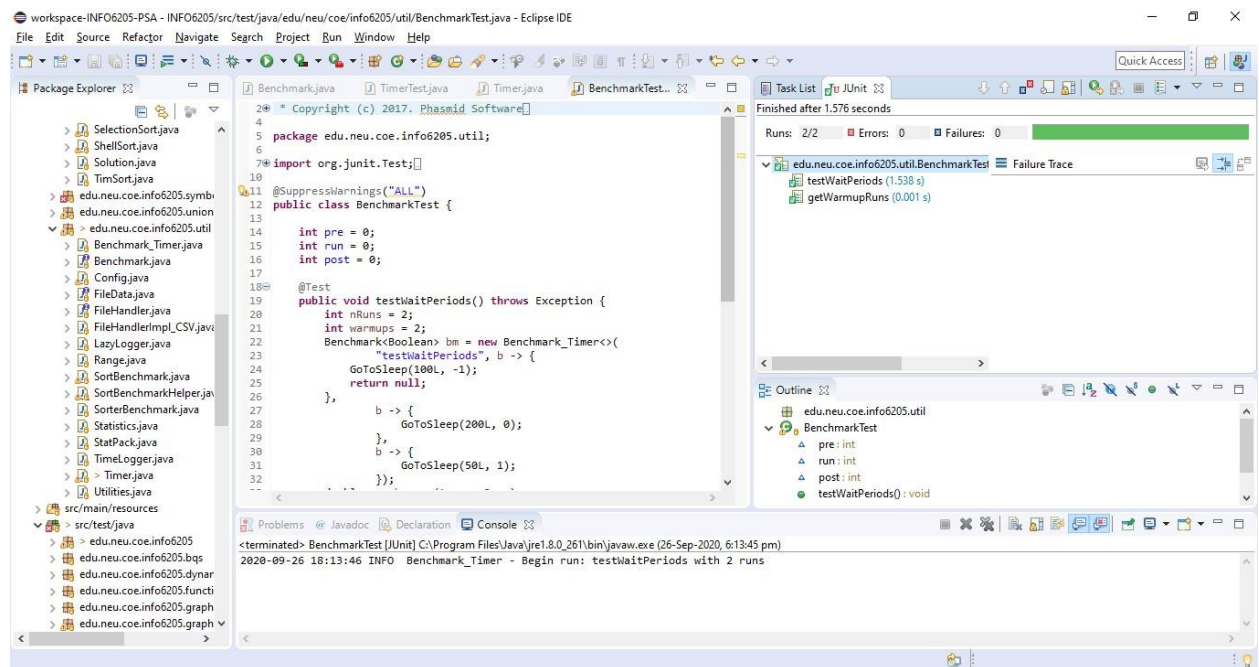 workspace-INFO6205-PSA - INFO6205/src/test/java/edu/neu/coe/info6205/util/BenchmarkTest.java - Eclipse IDE
File Edit Source Refactor Navigate Search Project Run Window Help
Quick Access
Package Explorer
SelectionSort.java
ShellSort.java
Solution.java
TimSort.java
edu.neu.coe.info6205.symb
edu.neu.coe.info6205.union
> edu.neu.coe.info6205.util
Benchmark_Timer.java
Benchmark.java
Config.java
FileData.java
FileHandler.java
FileHandlerImpl_CSV.java
LazyLogger.java
Range.java
SortBenchmark.java
SortBenchmarkHelper.jav
SorterBenchmark.java
Statistics.java
StatPack.java
TimeLogger.java
> Timer.java
Utilities.java
src/main/resources
> src/test/java
> edu.neu.coe.info6205
edu.neu.coe.info6205.bqs
edu.neu.coe.info6205.dynar
edu.neu.coe.info6205.functi
edu.neu.coe.info6205.graph
edu.neu.coe.info6205.graph
Benchmark.java TimerTest.java Timer.java BenchmarkTest...
2 * Copyright (c) 2017. Phasmid Software
4
5 package edu.neu.coe.info6205.util;
6
7 import org.junit.Test;
10
11 @SuppressWarnings("ALL")
12 public class BenchmarkTest {
13
14 int pre = 0;
15 int run = 0;
16 int post = 0;
17
18 @Test
19 public void testWaitPeriods() throws Exception {
20 int nRuns = 2;
21 int warmups = 2;
22 Benchmark<Boolean> bm = new Benchmark_Timer<>(
23 "testWaitPeriods", b -> {
24 GoToSleep(100L, -1);
25 return null;
26 },
27 b -> {
28 GoToSleep(200L, 0);
29 },
30 b -> {
31 GoToSleep(50L, 1);
32 });
Task List JUnit
Finished after 1.576 seconds
Runs: 2/2 Errors: 0 Failures: 0
edu.neu.coe.info6205.util.BenchmarkTest
Failure Trace
testWaitPeriods (1.538 s)
getWarmupRuns (0.001 s)
Outline
edu.neu.coe.info6205.util
BenchmarkTest
pre : int
run : int
post : int
testWaitPeriods() : void
Problems Javadoc Declaration Console
<terminated> BenchmarkTest [JUnit] C:\Program Files\Java\jre1.8.0_261\bin\javaw.exe (26-Sep-2020, 6:13:45 pm)
2020-09-26 18:13:46 INFO Benchmark_Timer - Begin run: testWaitPeriods with 2 runs